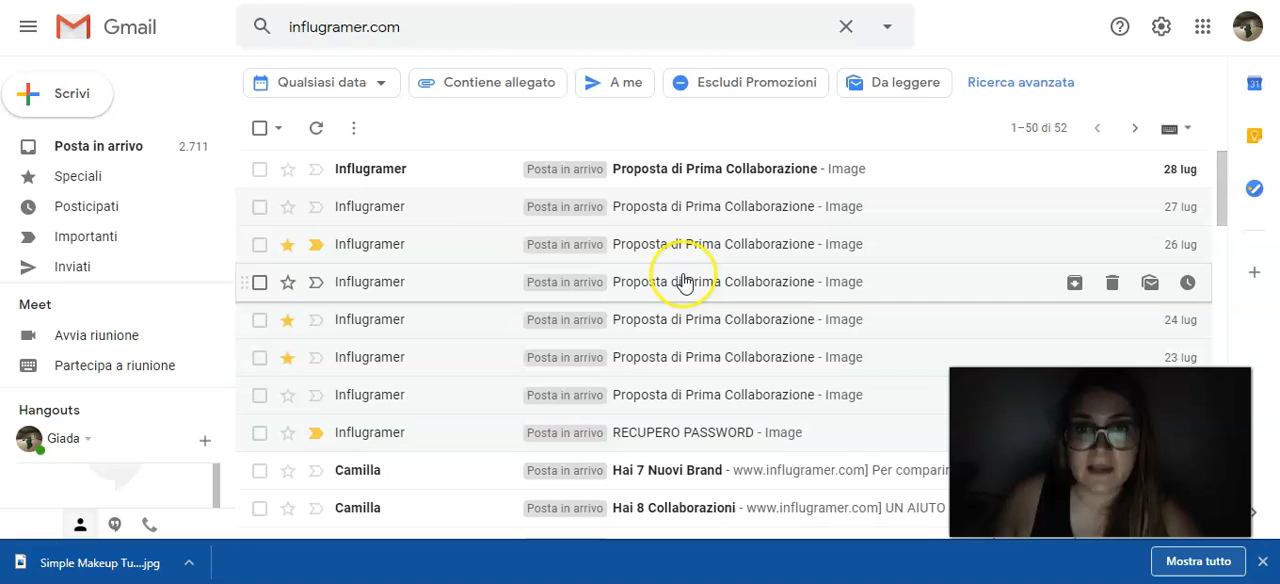 Gmail
influgramer.com
Scrivi
Qualsiasi data
Contiene allegato
A me
Escludi Promozioni
Da leggere
Ricerca avanzata
1–50 di 52
Posta in arrivo 2.711
Speciali
Posticipati
Importanti
Inviati
Meet
Avvia riunione
Partecipa a riunione
Hangouts
Giada
Influgramer Posta in arrivo Proposta di Prima Collaborazione - Image 28 lug
Influgramer Posta in arrivo Proposta di Prima Collaborazione - Image 27 lug
Influgramer Posta in arrivo Proposta di Prima Collaborazione - Image 26 lug
Influgramer Posta in arrivo Proposta di Prima Collaborazione - Image
Influgramer Posta in arrivo Proposta di Prima Collaborazione - Image 24 lug
Influgramer Posta in arrivo Proposta di Prima Collaborazione - Image 23 lug
Influgramer Posta in arrivo Proposta di Prima Collaborazione - Image
Influgramer Posta in arrivo RECUPERO PASSWORD - Image
Camilla Posta in arrivo Hai 7 Nuovi Brand - www.influgramer.com] Per comparin
Camilla Posta in arrivo Hai 8 Collaborazioni - www.influgramer.com] UN AIUTO
31
Simple Makeup Tu....jpg
Mostra tutto